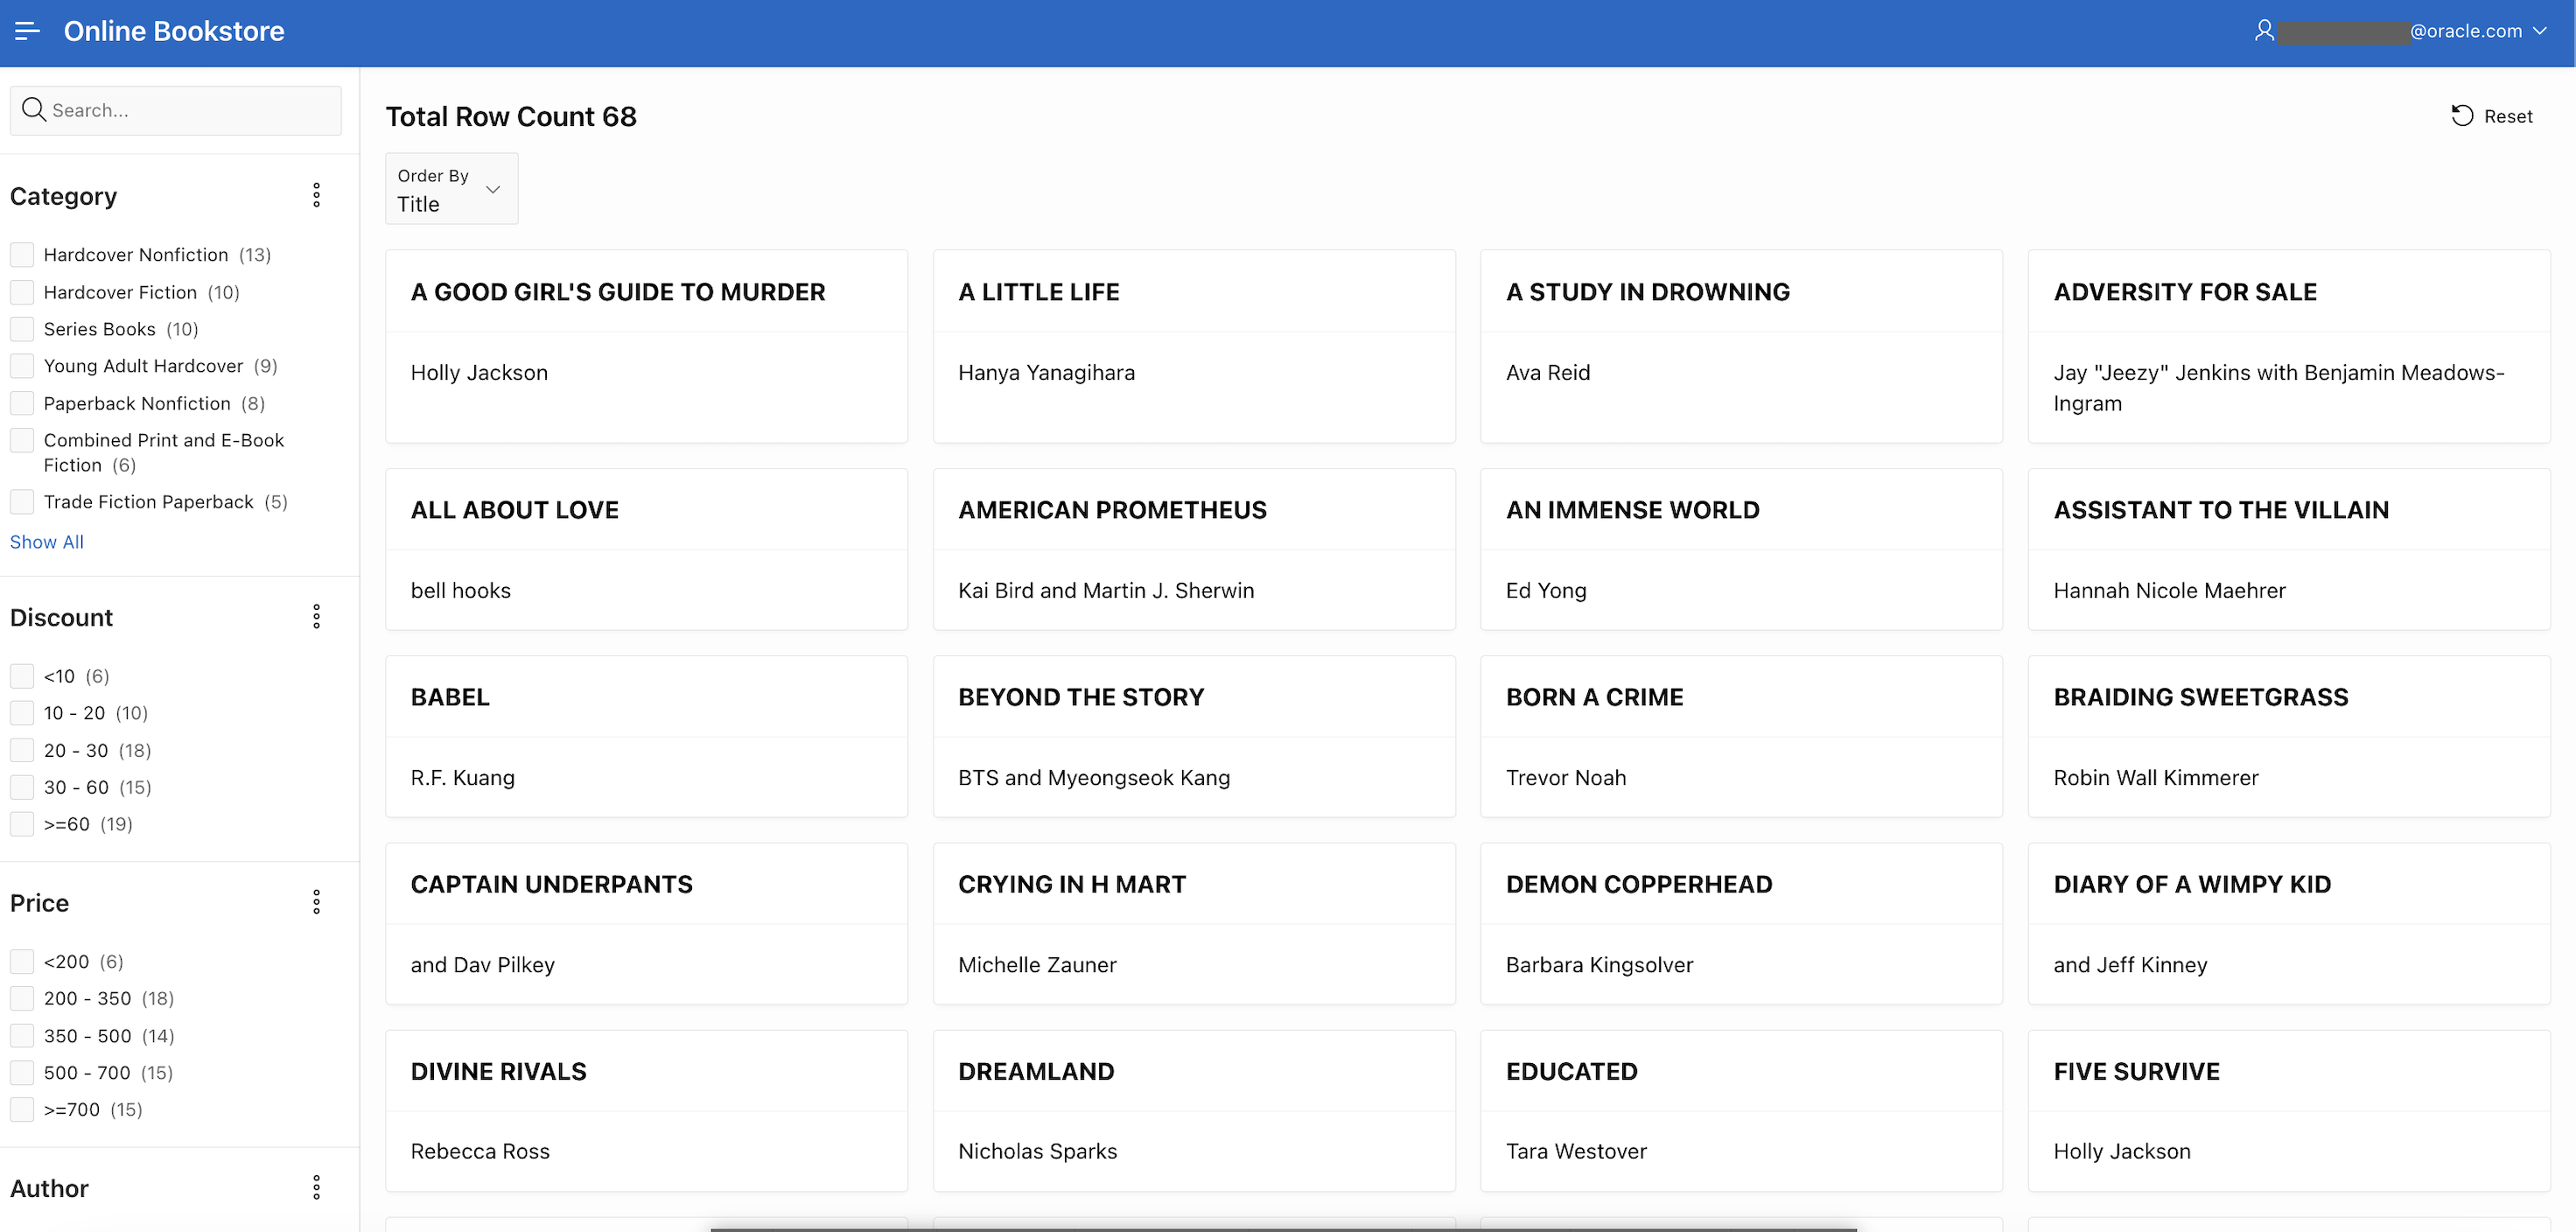 Online Bookstore
@oracle.com
Search...
Category
Hardcover Nonfiction (13)
Hardcover Fiction (10)
Series Books (10)
Young Adult Hardcover (9)
Paperback Nonfiction (8)
Combined Print and E-Book
Fiction (6)
Trade Fiction Paperback (5)
Show All
Discount
<10 (6)
10 - 20 (10)
20 - 30 (18)
30 - 60 (15)
>=60 (19)
Price
<200 (6)
200 - 350 (18)
350 - 500 (14)
500 - 700 (15)
>=700 (15)
Author
Total Row Count 68
Reset
Order By
Title
A GOOD GIRL'S GUIDE TO MURDER
Holly Jackson
A LITTLE LIFE
Hanya Yanagihara
A STUDY IN DROWNING
Ava Reid
ADVERSITY FOR SALE
Jay "Jeezy" Jenkins with Benjamin Meadows-
Ingram
ALL ABOUT LOVE
bell hooks
AMERICAN PROMETHEUS
Kai Bird and Martin J. Sherwin
AN IMMENSE WORLD
Ed Yong
ASSISTANT TO THE VILLAIN
Hannah Nicole Maehrer
BABEL
R.F. Kuang
BEYOND THE STORY
BTS and Myeongseok Kang
BORN A CRIME
Trevor Noah
BRAIDING SWEETGRASS
Robin Wall Kimmerer
CAPTAIN UNDERPANTS
and Dav Pilkey
CRYING IN H MART
Michelle Zauner
DEMON COPPERHEAD
Barbara Kingsolver
DIARY OF A WIMPY KID
and Jeff Kinney
DIVINE RIVALS
Rebecca Ross
DREAMLAND
Nicholas Sparks
EDUCATED
Tara Westover
FIVE SURVIVE
Holly Jackson